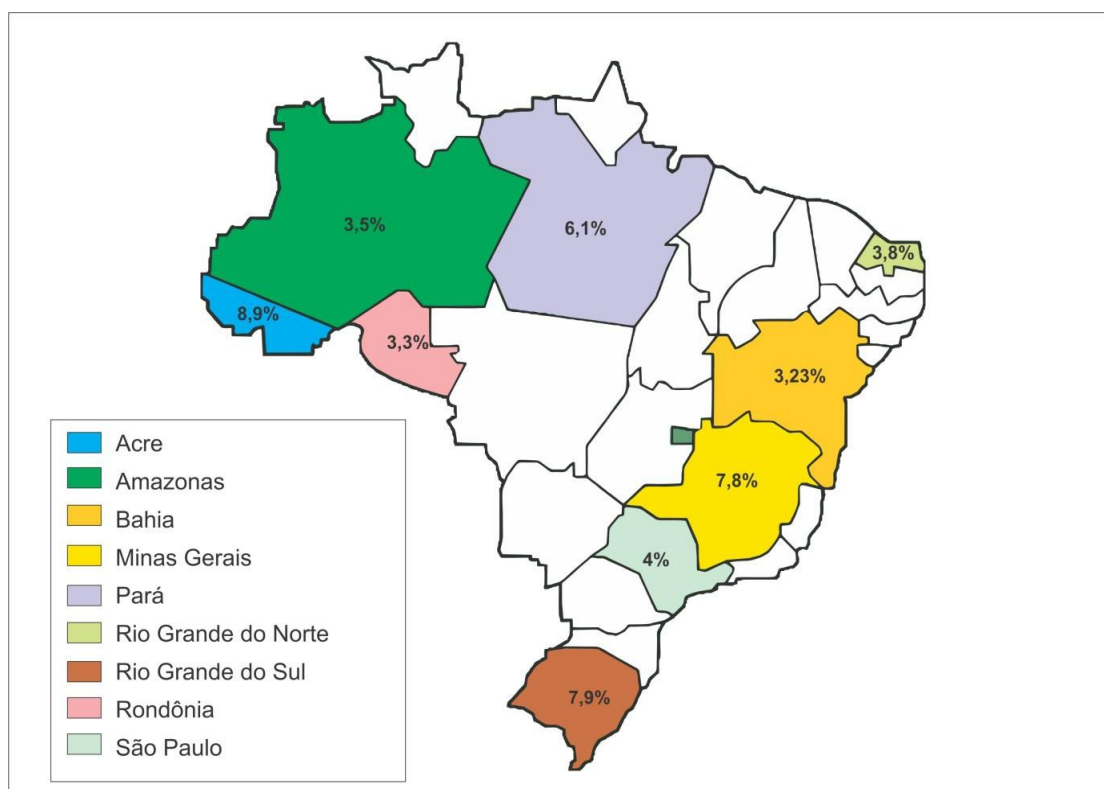 3,5%
6,1%
3,8%
8,9%
3,3%
3,23%
7,8%
4%
7,9%
Acre
Amazonas
Bahia
Minas Gerais
Pará
Rio Grande do Norte
Rio Grande do Sul
Rondônia
São Paulo